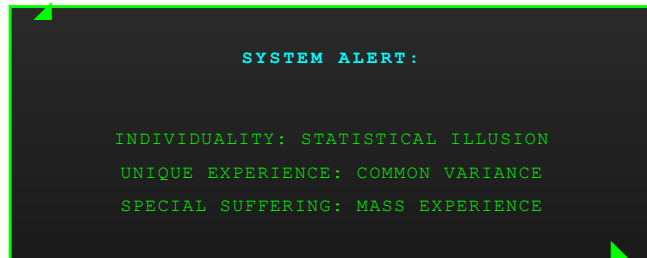 SYSTEM ALERT:
INDIVIDUALITY: STATISTICAL ILLUSION
UNIQUE EXPERIENCE: COMMON VARIANCE
SPECIAL SUFFERING: MASS EXPERIENCE